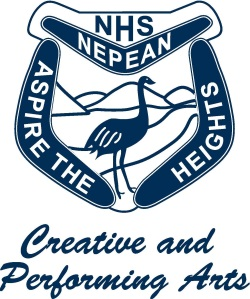 NHS
NEPEAN
ASPIRE THE
HEIGHTS
Creative and
Performing Arts